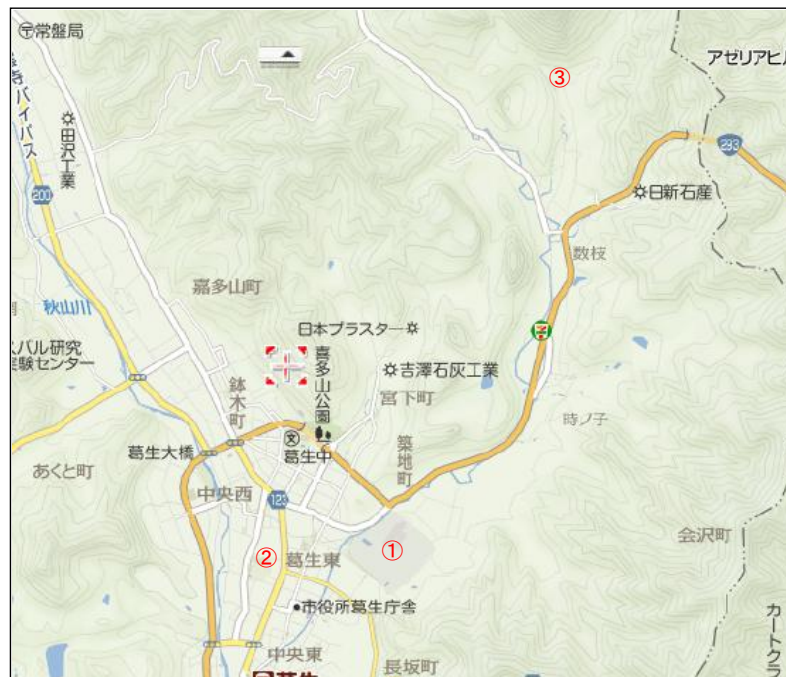 〒常盤局
アゼリアヒル
③
バイパス
田沢工業
293
日新石産
200
数枝
嘉多山町
秋山川
日本プラスター
喜多山公園
バル研究
実験センター
吉澤石灰工業
鉢木町
宮下町
時ノ子
葛生大橋
文
葛生中
築地町
あくと町
中央西
123
会沢町
①
②
葛生東
市役所葛生庁舎
カートクラ
中央東
長坂町
葛生